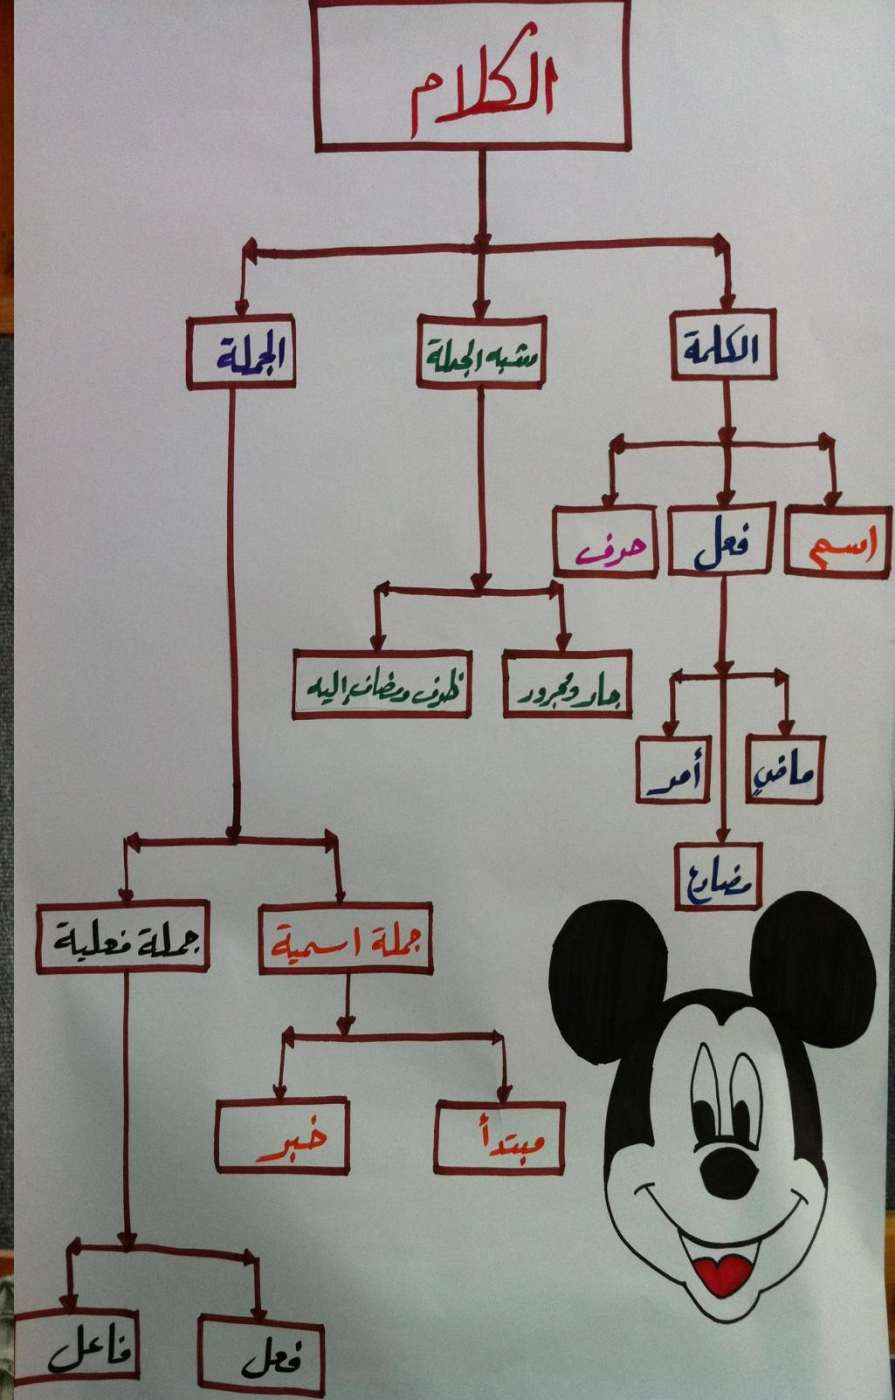 الكلام
الكلمة
شبه الجملة
الجملة
اسم
فعل
حرف
جار ومجرور
ظرف ومضاف إليه
ماضٍ
أمر
مضارع
جملة اسمية
جملة فعلية
مبتدأ
خبر
فعل
فاعل